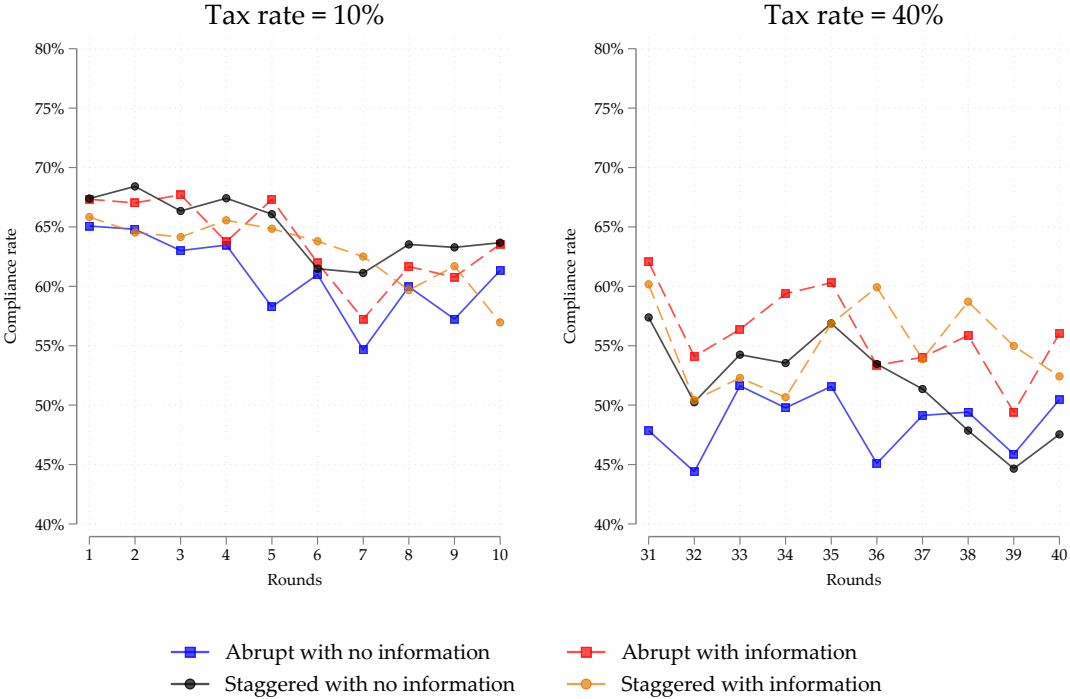 Tax rate = 10%
80%
75%
70%
65%
60%
55%
50%
45%
40%
Compliance rate
1 2 3 4 5 6 7 8 9 10
Rounds
Tax rate = 40%
80%
75%
70%
65%
60%
55%
50%
45%
40%
Compliance rate
31 32 33 34 35 36 37 38 39 40
Rounds
Abrupt with no information
Abrupt with information
Staggered with no information
Staggered with information